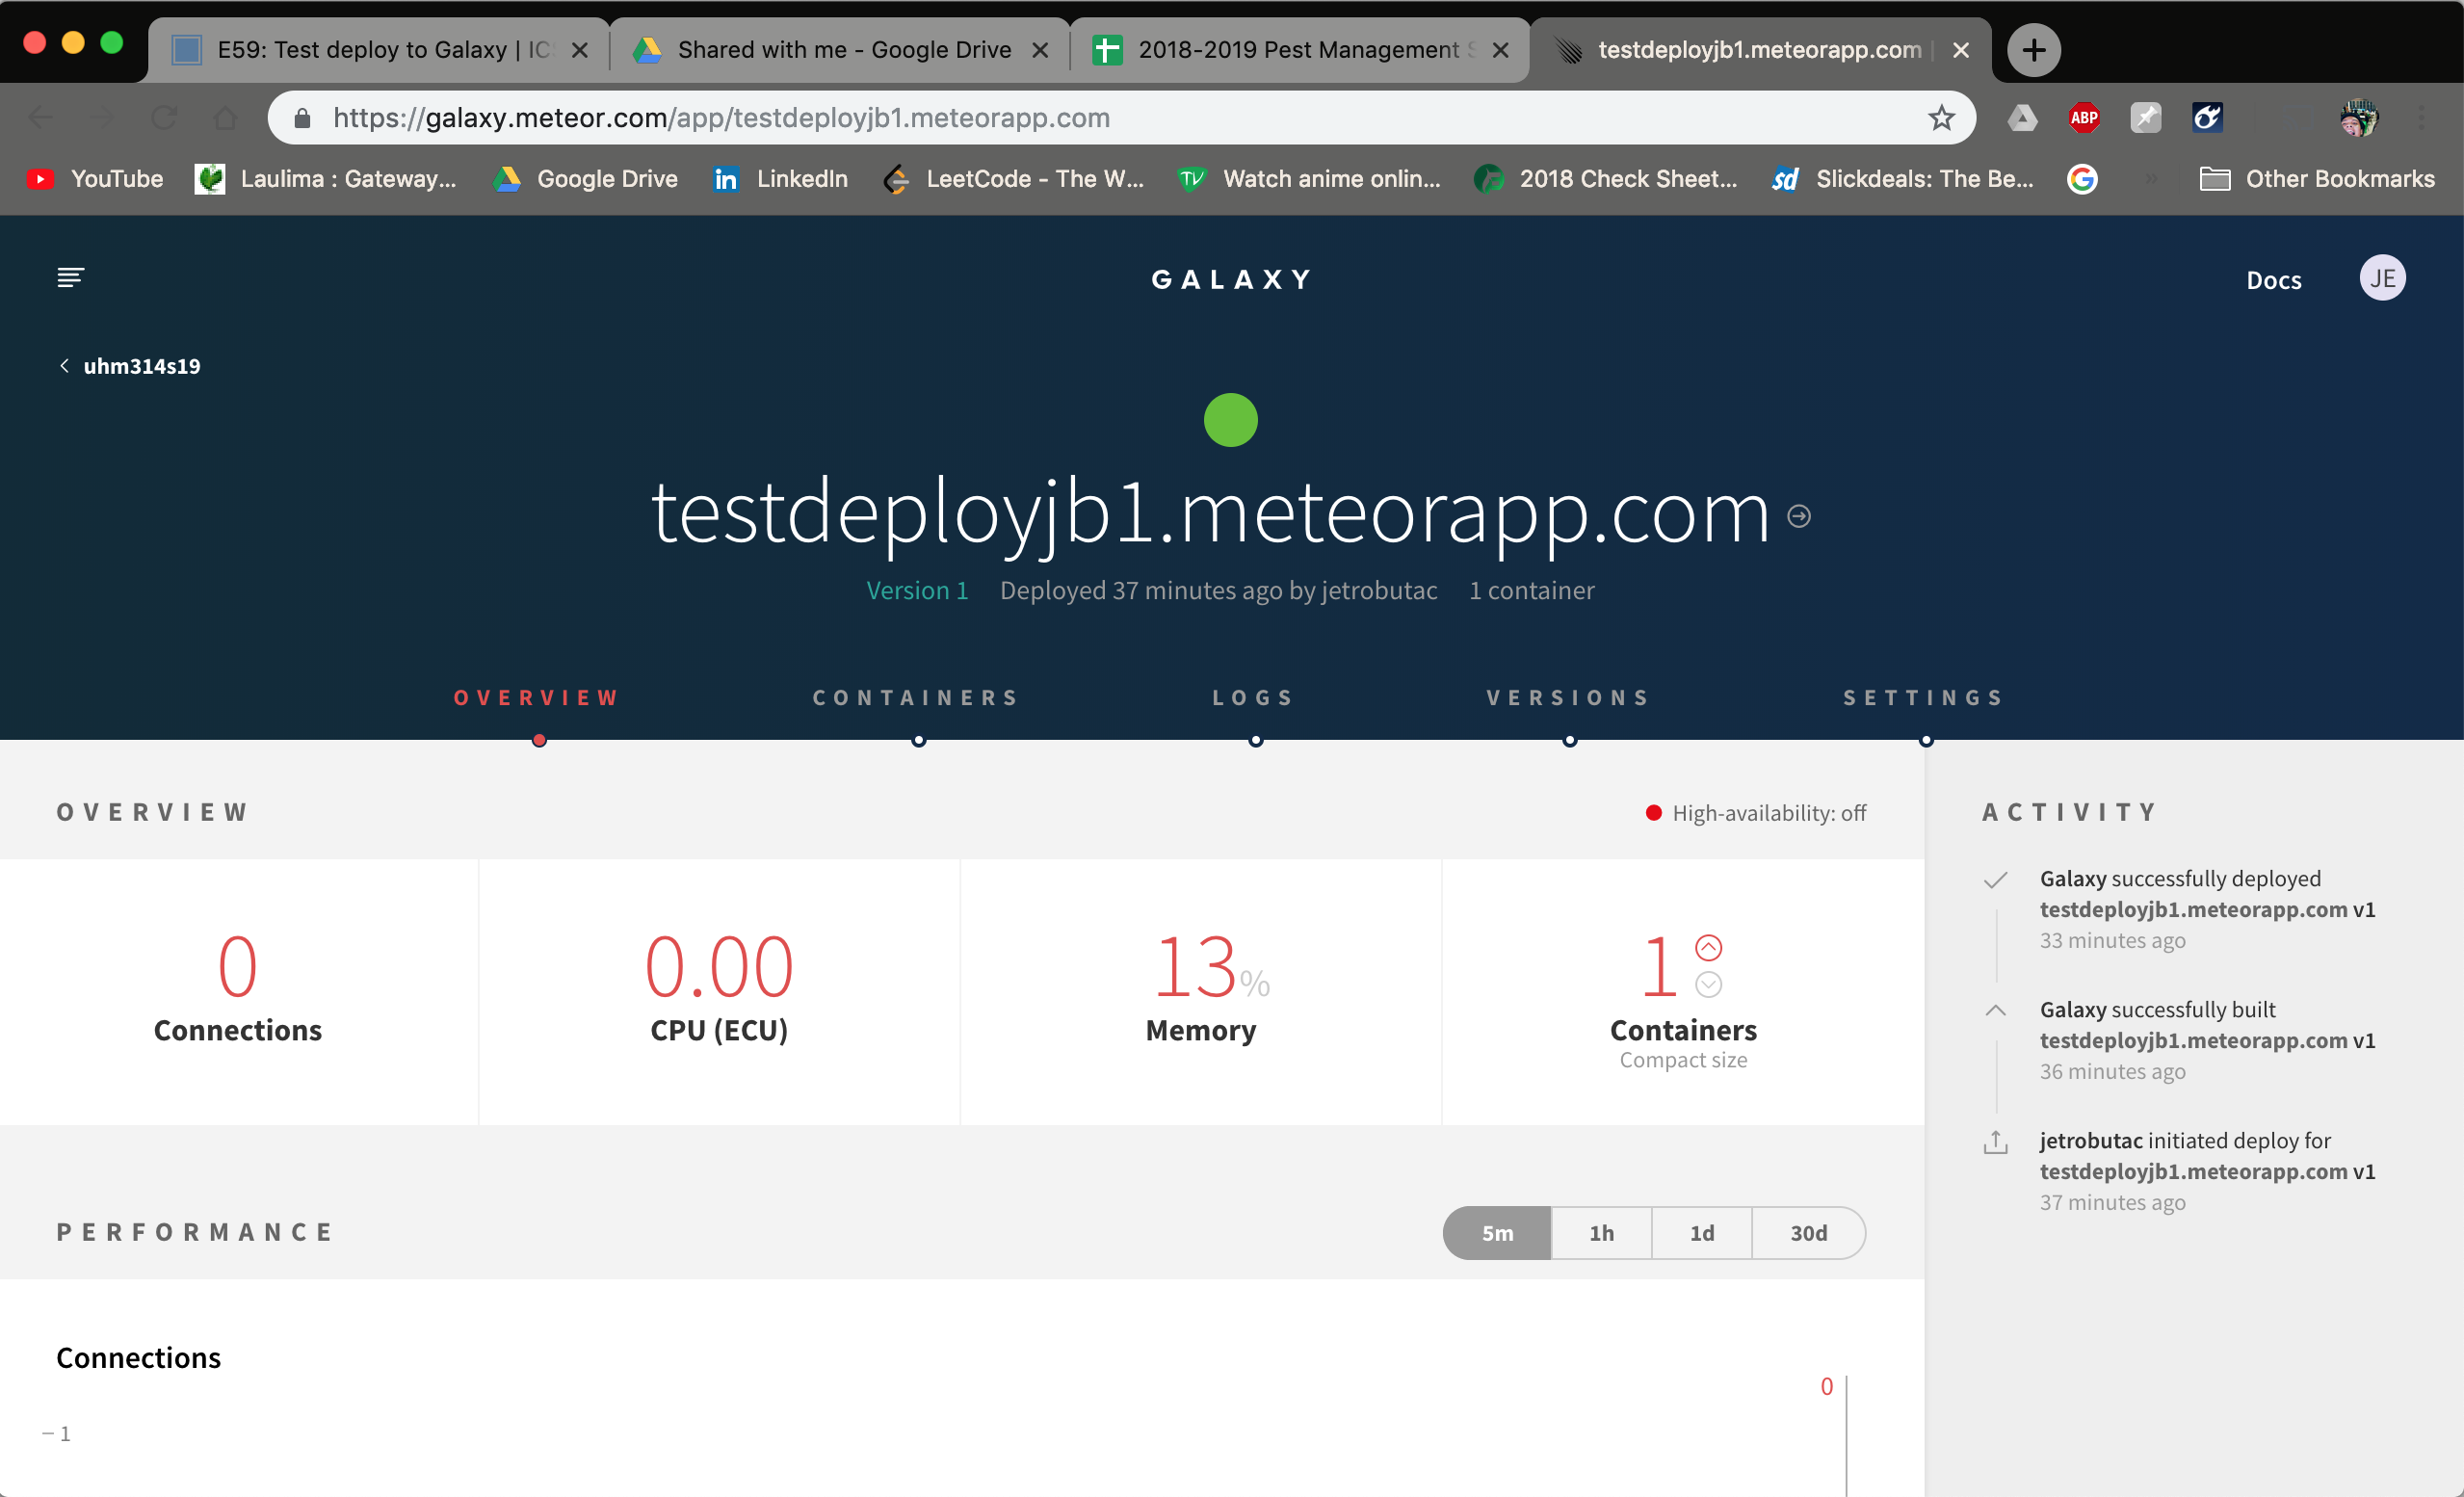 E59: Test deploy to Galaxy | IC
Shared with me - Google Drive
2018-2019 Pest Management S
testdeployjb1.meteorapp.com |
https://galaxy.meteor.com/app/testdeployjb1.meteorapp.com
ABP
YouTube
Laulima : Gateway...
Google Drive
in
LinkedIn
LeetCode - The W...
TV
Watch anime onlin...
2018 Check Sheet...
sd
Slickdeals: The Be...
G
»
Other Bookmarks
GALAXY
Docs
JE
uhm314s19
testdeployjb1.meteorapp.com
Version 1 Deployed 37 minutes ago by jetrobutac 1 container
OVERVIEW
CONTAINERS
LOGS
VERSIONS
SETTINGS
OVERVIEW
High-availability: off
0
Connections
0.00
CPU (ECU)
13%
Memory
1
Containers
Compact size
PERFORMANCE
5m
1h
1d
30d
Connections
0
1
ACTIVITY
Galaxy successfully deployed
testdeployjb1.meteorapp.com v1
33 minutes ago
Galaxy successfully built
testdeployjb1.meteorapp.com v1
36 minutes ago
jetrobutac initiated deploy for
testdeployjb1.meteorapp.com v1
37 minutes ago